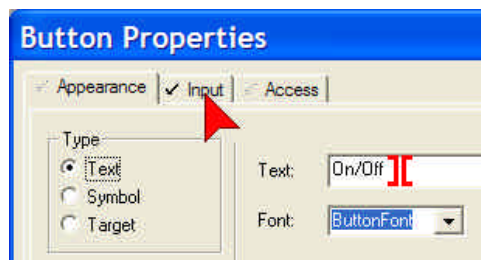 Button Properties
Appearance Input Access
Type
Text
Symbol
Target
Text: On/Off
Font: ButtonFont